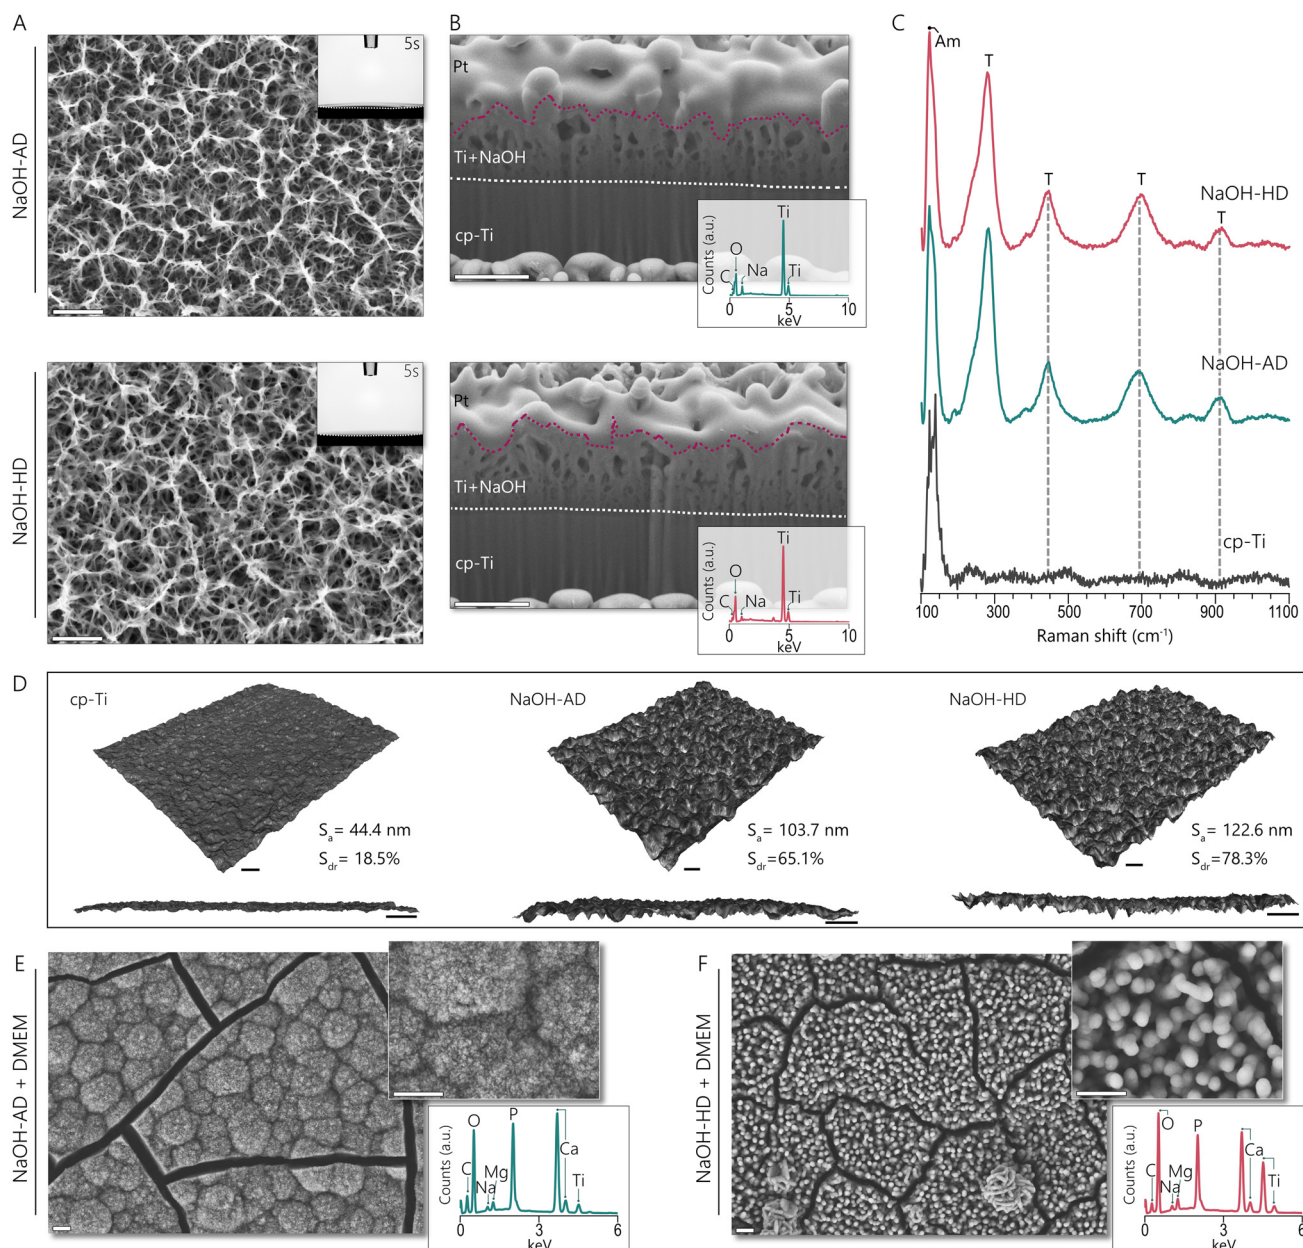 A
NaOH-AD
5s
NaOH-HD
5s
B
Pt
Ti+NaOH
cp-Ti
Counts (a.u.)
C
O
Na
Ti
Ti
0
5
10
keV
Pt
Ti+NaOH
cp-Ti
Counts (a.u.)
C
O
Na
Ti
Ti
0
5
10
keV
C
Am
T
T
T
T
NaOH-HD
NaOH-AD
cp-Ti
100
300
500
700
900
1100
Raman shift (cm⁻¹)
D
cp-Ti
Sa= 44.4 nm
Sdr= 18.5%
NaOH-AD
Sa= 103.7 nm
Sdr=65.1%
NaOH-HD
Sa= 122.6 nm
Sdr=78.3%
E
NaOH-AD + DMEM
Counts (a.u.)
C
O
Na
Mg
P
Ca
Ti
0
3
6
keV
F
NaOH-HD + DMEM
Counts (a.u.)
C
O
Na
Mg
P
Ca
Ti
0
3
6
keV